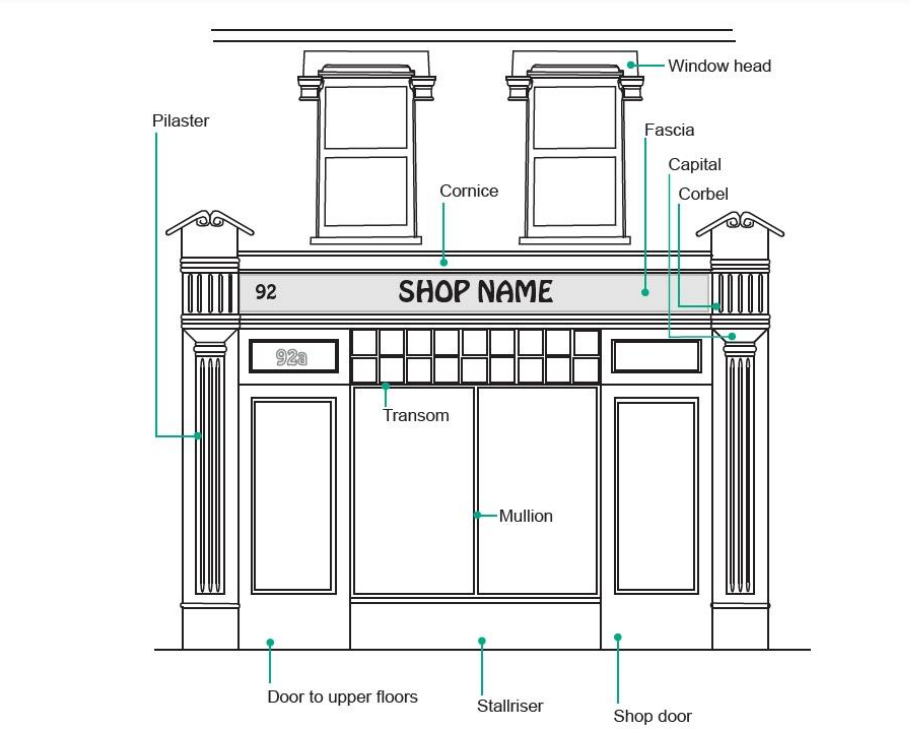 Window head
Pilaster
Fascia
Capital
Cornice
Corbel
92
SHOP NAME
92a
Transom
Mullion
Door to upper floors
Stallriser
Shop door